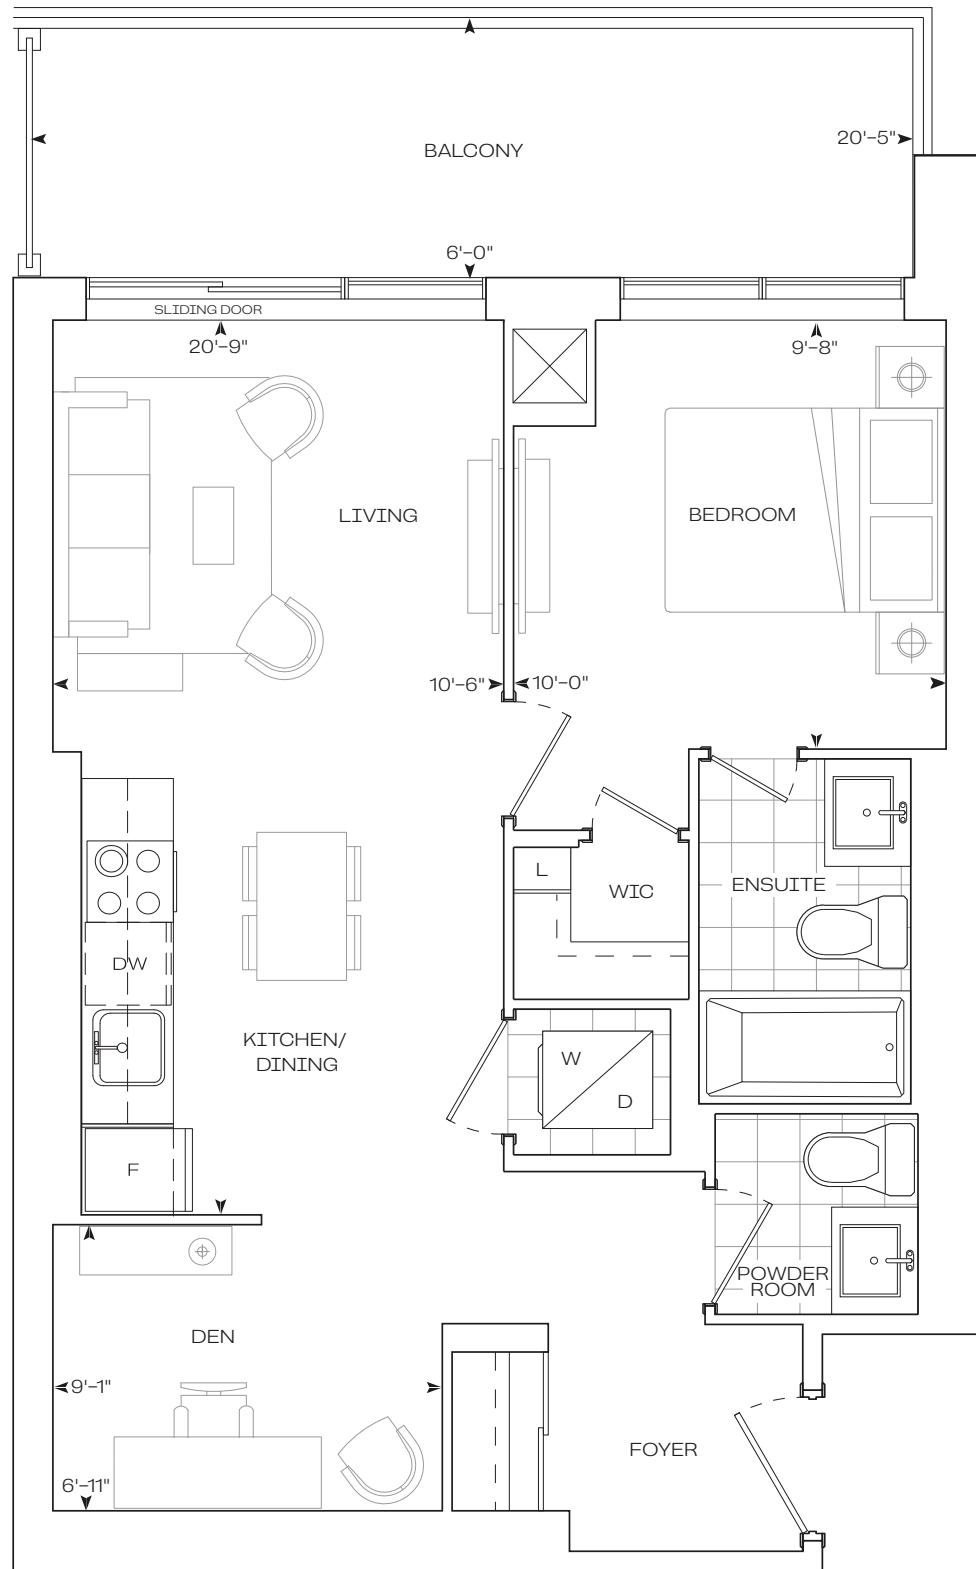 BALCONY
20'-5"
6'-0"
SLIDING DOOR
20'-9"
9'-8"
LIVING
BEDROOM
10'-6"
10'-0"
L
WIC
ENSUITE
DW
KITCHEN/
DINING
W
D
F
POWDER
ROOM
DEN
9'-1"
FOYER
6'-11"